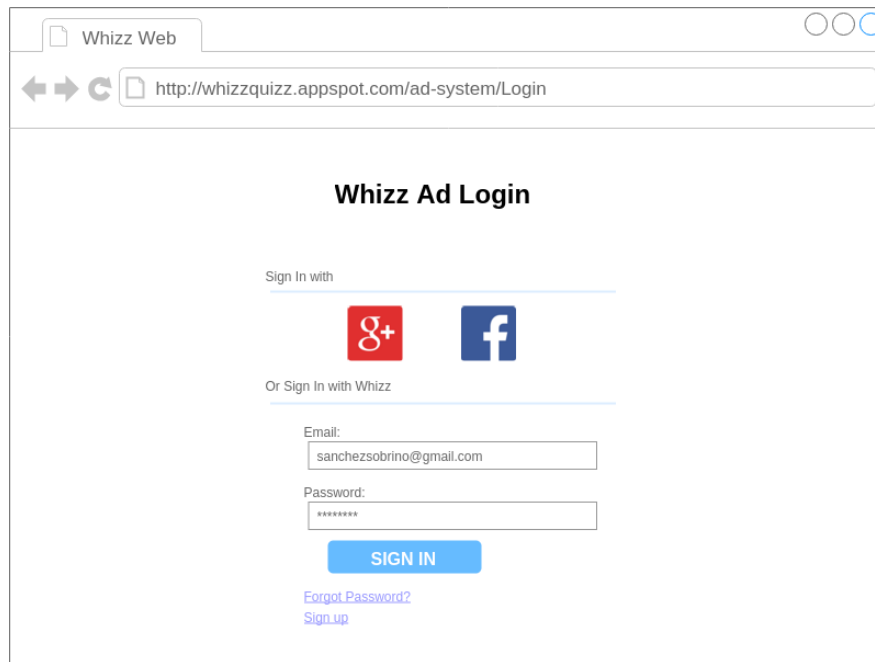 Whizz Web
http://whizzquizz.appspot.com/ad-system/Login
Whizz Ad Login
Sign In with
g+ f
Or Sign In with Whizz
Email:
sanchezsobrino@gmail.com
Password:
********
SIGN IN
Forgot Password?
Sign up